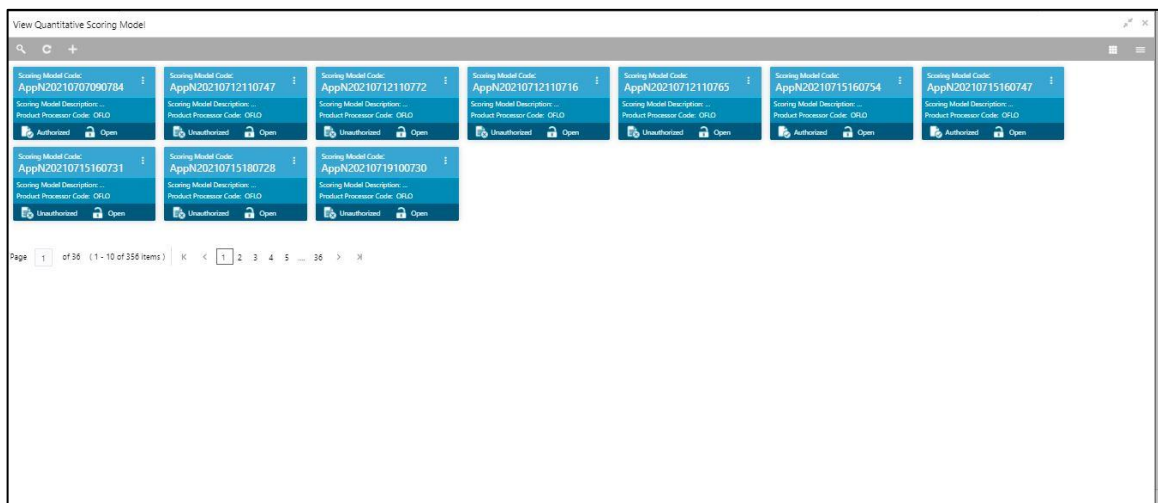 View Quantitative Scoring Model
Scoring Model Code: Scoring Model Code: Scoring Model Code: Scoring Model Code: Scoring Model Code: Scoring Model Code: Scoring Model Code:
AppN20210707090784 AppN20210712110747 AppN20210712110772 AppN20210712110716 AppN20210712110765 AppN20210715160754 AppN20210715160747
Scoring Model Description: ... Scoring Model Description: ... Scoring Model Description: ... Scoring Model Description: ... Scoring Model Description: ... Scoring Model Description: ... Scoring Model Description: ...
Product Processor Code: OFLO Product Processor Code: OFLO Product Processor Code: OFLO Product Processor Code: OFLO Product Processor Code: OFLO Product Processor Code: OFLO Product Processor Code: OFLO
Authorized Open Unauthorized Open Unauthorized Open Unauthorized Open Unauthorized Open Authorized Open Authorized Open
Scoring Model Code: Scoring Model Code: Scoring Model Code:
AppN20210715160731 AppN20210715180728 AppN20210719100730
Scoring Model Description: ... Scoring Model Description: ... Scoring Model Description: ...
Product Processor Code: OFLO Product Processor Code: OFLO Product Processor Code: OFLO
Unauthorized Open Unauthorized Open Unauthorized Open
Page 1 of 36 (1 - 10 of 356 items) K < 1 2 3 4 5 ... 36 > Ʞ